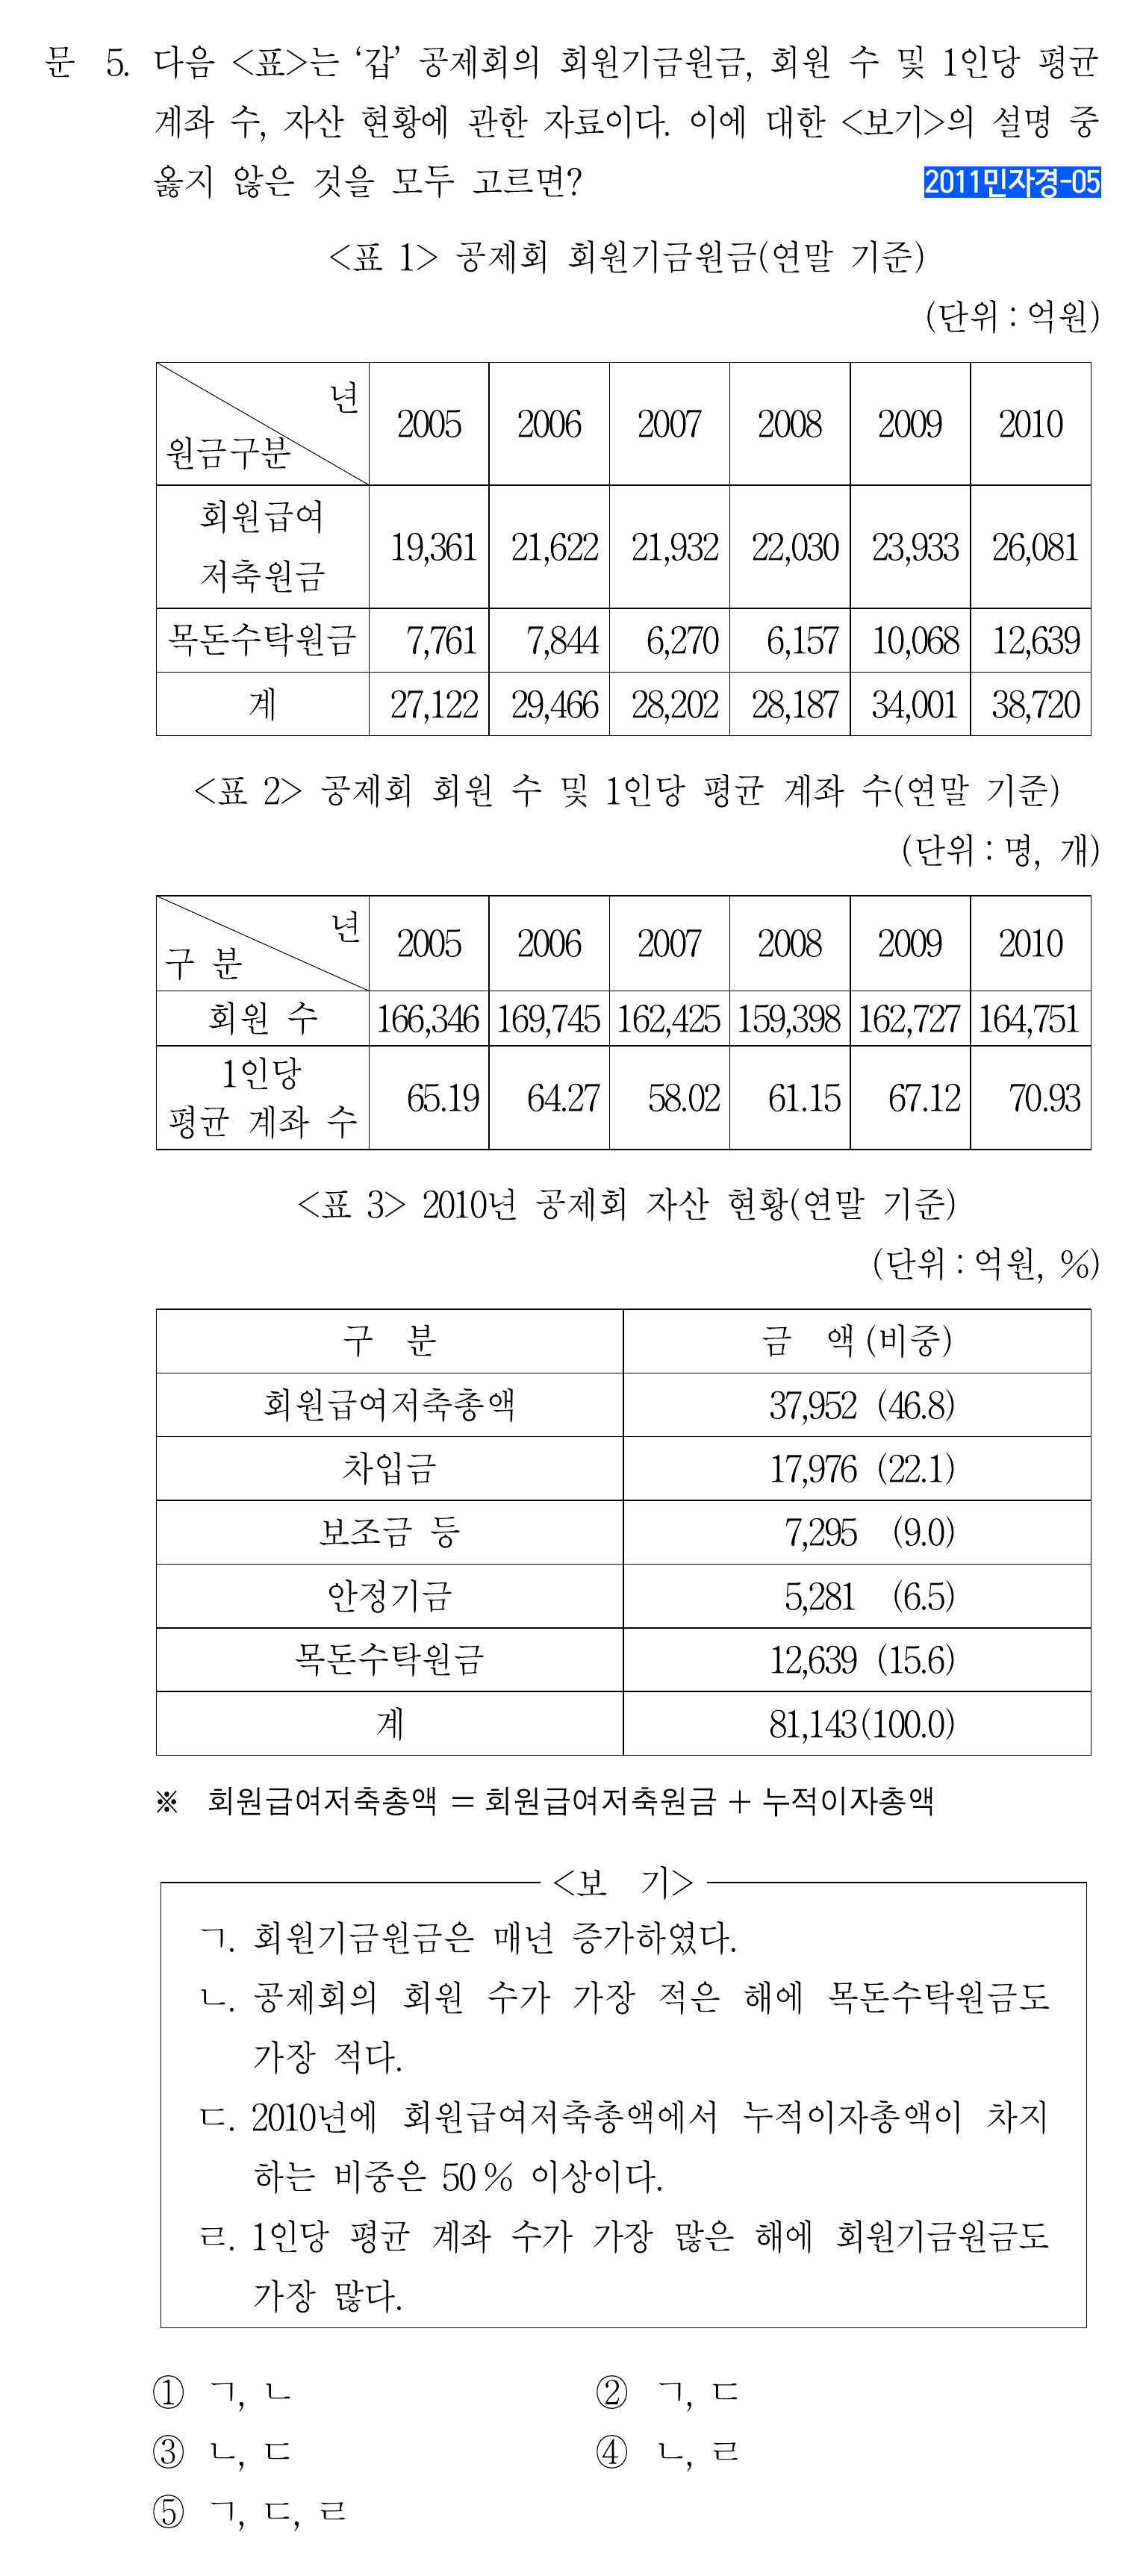 문 5. 다음 <표>는 ‘갑’ 공제회의 회원기금원금, 회원 수 및 1인당 평균
계좌 수, 자산 현황에 관한 자료이다. 이에 대한 <보기>의 설명 중
옳지 않은 것을 모두 고르면? 2011민자경-05
<표 1> 공제회 회원기금원금(연말 기준)
(단위 : 억원)
년
원금구분 2005 2006 2007 2008 2009 2010
회원급여
저축원금 19,361 21,622 21,932 22,030 23,933 26,081
목돈수탁원금 7,761 7,844 6,270 6,157 10,068 12,639
계 27,122 29,466 28,202 28,187 34,001 38,720
<표 2> 공제회 회원 수 및 1인당 평균 계좌 수(연말 기준)
(단위 : 명, 개)
년
구 분 2005 2006 2007 2008 2009 2010
회원 수 166,346 169,745 162,425 159,398 162,727 164,751
1인당
평균 계좌 수 65.19 64.27 58.02 61.15 67.12 70.93
<표 3> 2010년 공제회 자산 현황(연말 기준)
(단위 : 억원, %)
구 분 금 액(비중)
회원급여저축총액 37,952 (46.8)
차입금 17,976 (22.1)
보조금 등 7,295 (9.0)
안정기금 5,281 (6.5)
목돈수탁원금 12,639 (15.6)
계 81,143(100.0)
※ 회원급여저축총액 = 회원급여저축원금 + 누적이자총액
<보 기>
ㄱ. 회원기금원금은 매년 증가하였다.
ㄴ. 공제회의 회원 수가 가장 적은 해에 목돈수탁원금도
가장 적다.
ㄷ. 2010년에 회원급여저축총액에서 누적이자총액이 차지
하는 비중은 50% 이상이다.
ㄹ. 1인당 평균 계좌 수가 가장 많은 해에 회원기금원금도
가장 많다.
① ㄱ, ㄴ ② ㄱ, ㄷ
③ ㄴ, ㄷ ④ ㄴ, ㄹ
⑤ ㄱ, ㄷ, ㄹ